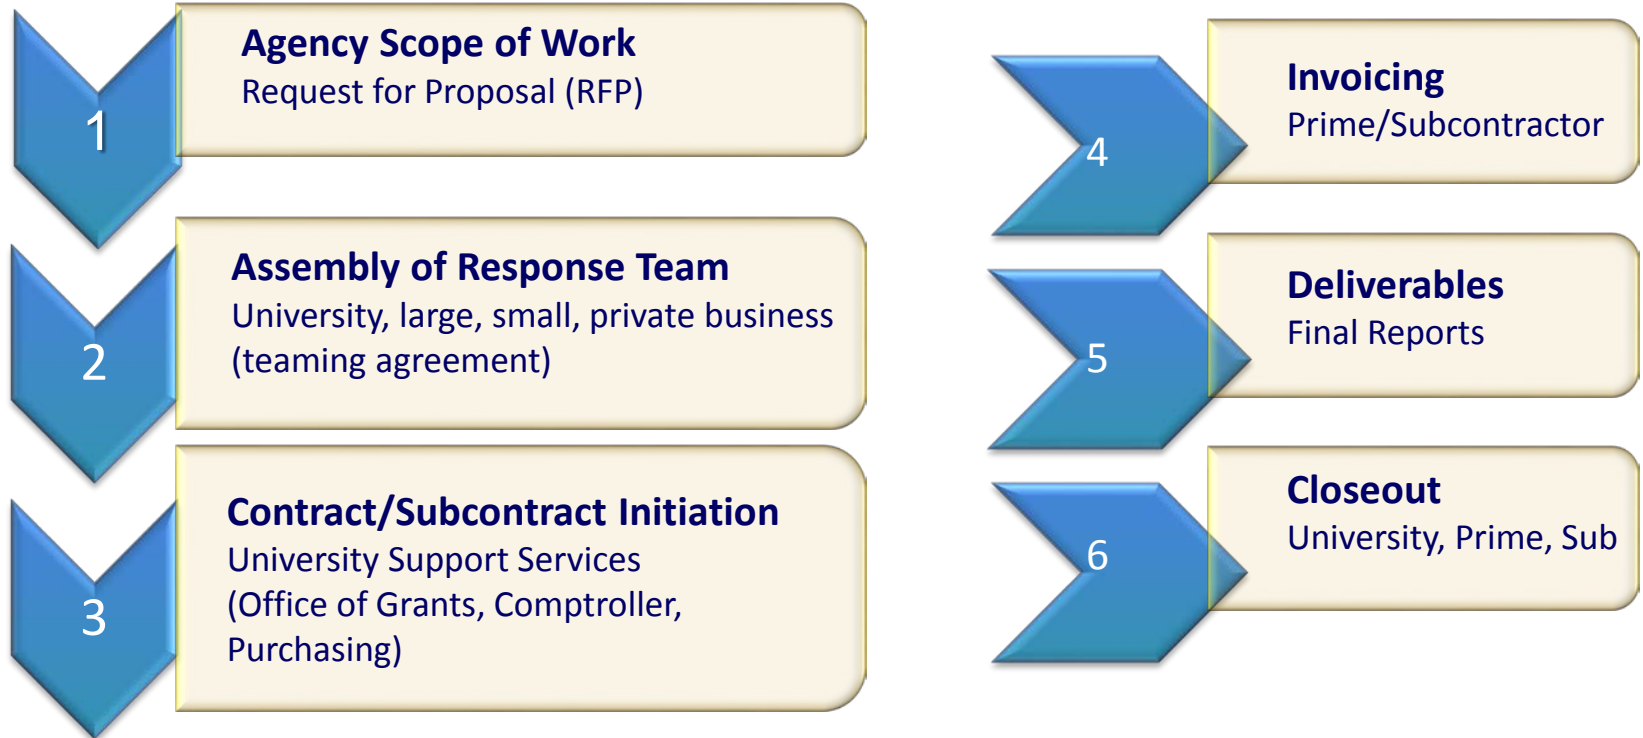 1
Agency Scope of Work
Request for Proposal (RFP)
2
Assembly of Response Team
University, large, small, private business
(teaming agreement)
3
Contract/Subcontract Initiation
University Support Services
(Office of Grants, Comptroller,
Purchasing)
4
Invoicing
Prime/Subcontractor
5
Deliverables
Final Reports
6
Closeout
University, Prime, Sub